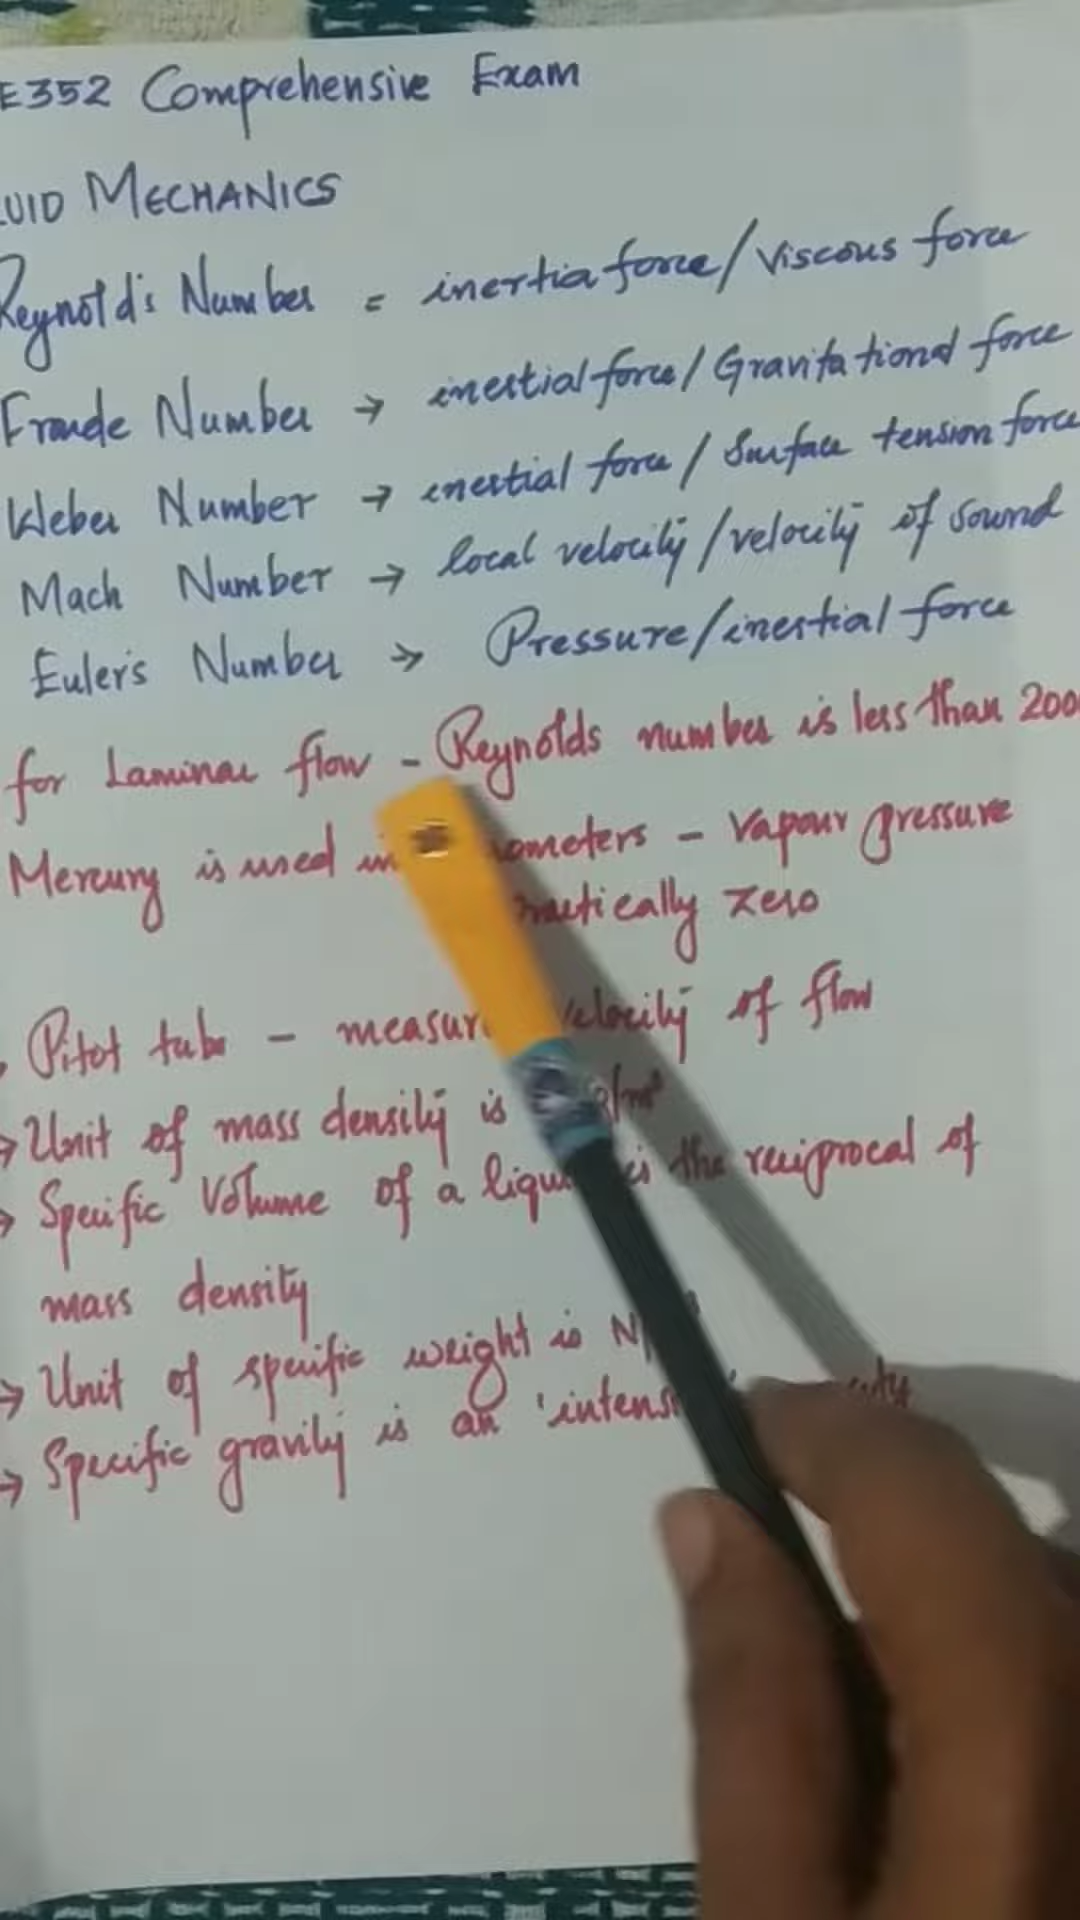 E352 Comprehensive Exam
LUID MECHANICS
Reynold's Number = inertia force/Viscous force
Froude Number → inertial force/Gravitational force
Weber Number → inertial force/Surface tension force
Mach Number → local velocity/velocity of sound
Euler's Number → Pressure/inertial force
for Laminar flow - Reynolds number is less than 200
Mercury is used in ometers - Vapour pressure
ractically zero
Pitot tube - measur velocity of flow
→ Unit of mass density is
→ Specific Volume of a liqu is the reciprocal of
mass density
→ Unit of specific weight is N
→ Specific gravity is an 'intens